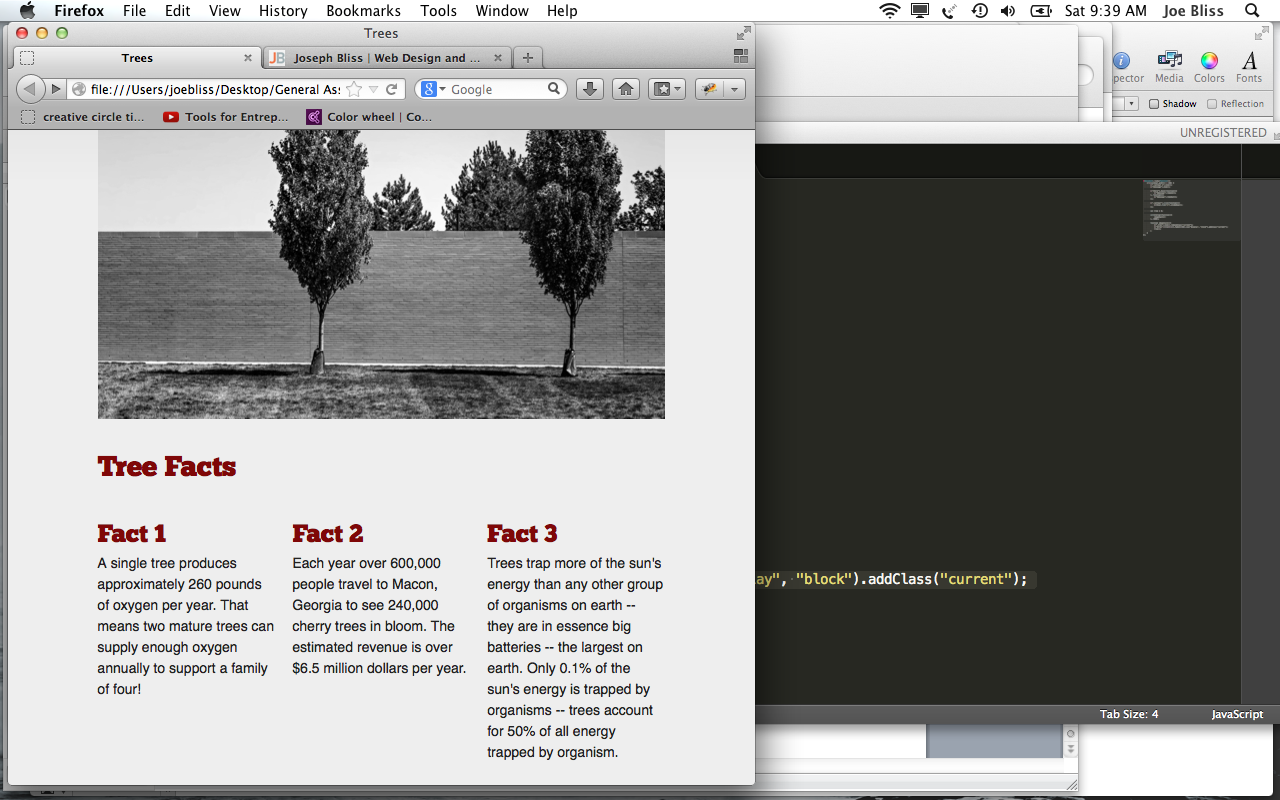 Firefox File Edit View History Bookmarks Tools Window Help Sat 9:39 AM Joe Bliss
Trees
Trees
Joseph Bliss | Web Design and ...
file:///Users/joebliss/Desktop/General As
Google
creative circle ti...
Tools for Entrep...
Color wheel | Co...
pector Media Colors Fonts
Shadow Reflection
UNREGISTERED
Tree Facts
Fact 1
A single tree produces
approximately 260 pounds
of oxygen per year. That
means two mature trees can
supply enough oxygen
annually to support a family
of four!
Fact 2
Each year over 600,000
people travel to Macon,
Georgia to see 240,000
cherry trees in bloom. The
estimated revenue is over
$6.5 million dollars per year.
Fact 3
Trees trap more of the sun's
energy than any other group
of organisms on earth --
they are in essence big
batteries -- the largest on
earth. Only 0.1% of the
sun's energy is trapped by
organisms -- trees account
for 50% of all energy
trapped by organism.
ay", "block").addClass("current");
Tab Size: 4 JavaScript